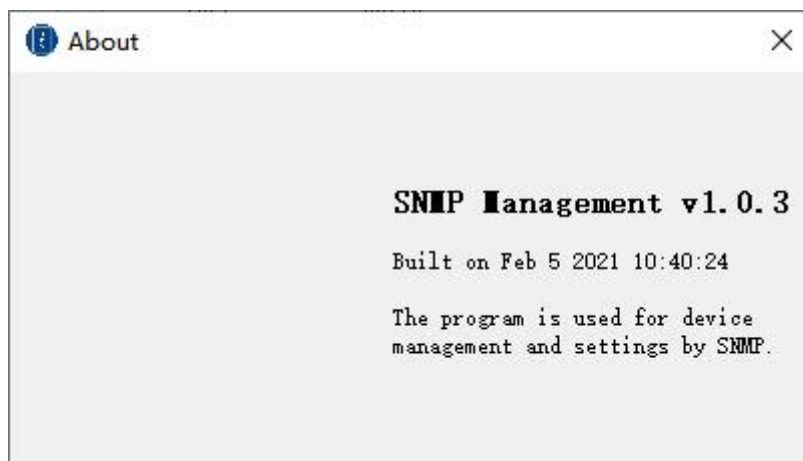 About
SNMP Management v1.0.3
Built on Feb 5 2021 10:40:24
The program is used for device
management and settings by SNMP.